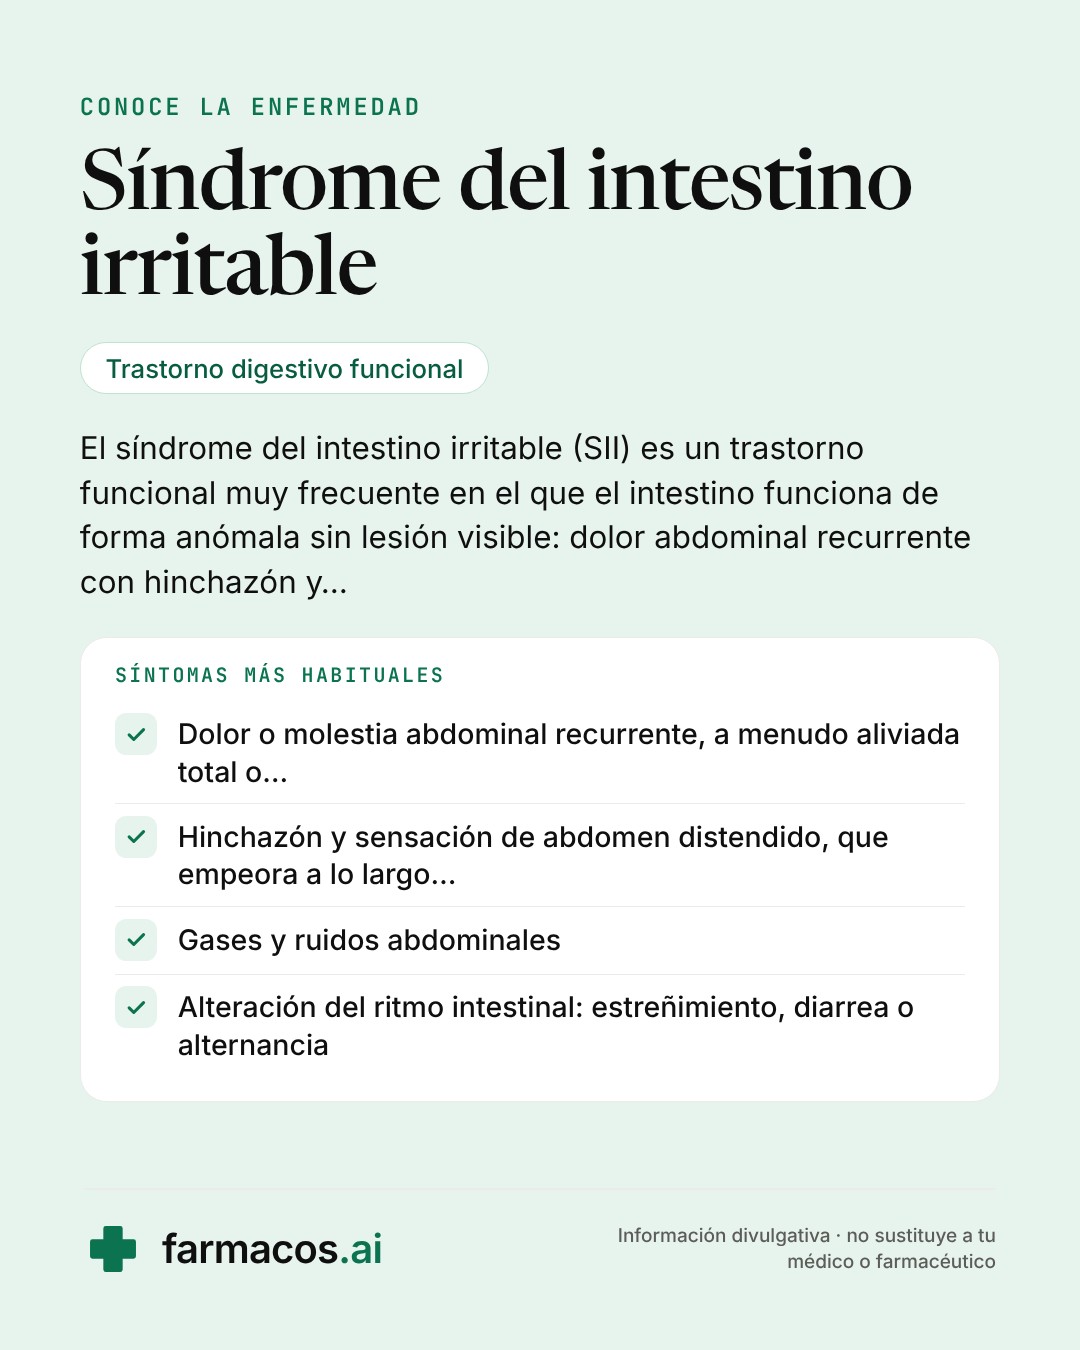 CONOCE LA ENFERMEDAD
Síndrome del intestino
irritable
Trastorno digestivo funcional
El síndrome del intestino irritable (SII) es un trastorno
funcional muy frecuente en el que el intestino funciona de
forma anómala sin lesión visible: dolor abdominal recurrente
con hinchazón y…
SÍNTOMAS MÁS HABITUALES
Dolor o molestia abdominal recurrente, a menudo aliviada
total o…
Hinchazón y sensación de abdomen distendido, que
empeora a lo largo…
Gases y ruidos abdominales
Alteración del ritmo intestinal: estreñimiento, diarrea o
alternancia
farmacos.ai
Información divulgativa · no sustituye a tu
médico o farmacéutico